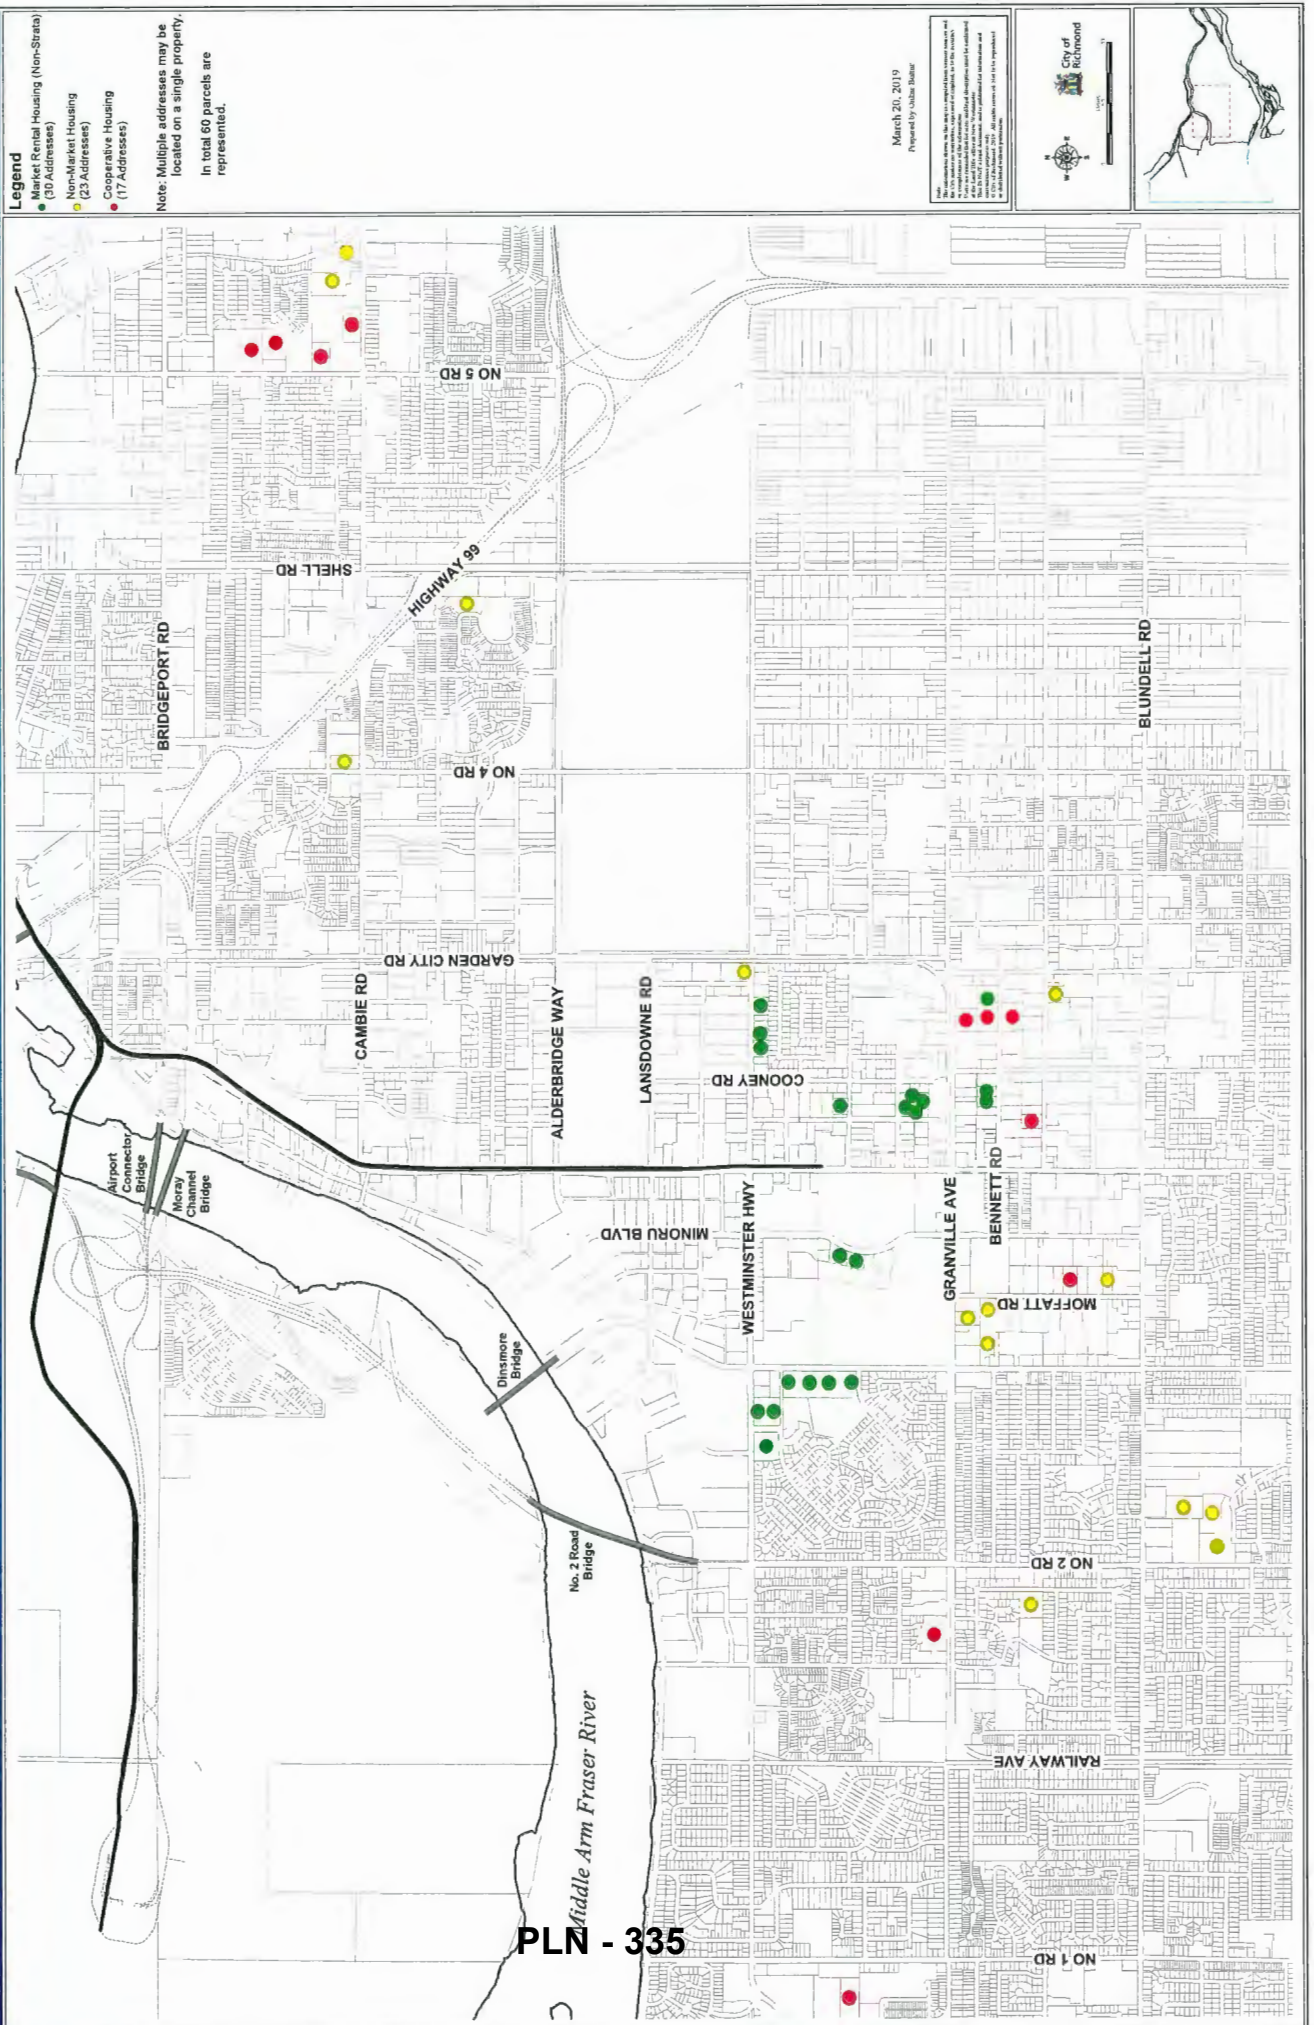 Legend
Market Rental Housing (Non-Strata)
(30 Addresses)
Non-Market Housing
(23 Addresses)
Cooperative Housing
(17 Addresses)
Note: Multiple addresses may be
located on a single property.
In total 60 parcels are
represented.
March 20, 2019
Prepared by
Note:
City of
Richmond
N
W
E
S
NO 5 RD
SHELL RD
HIGHWAY 99
BRIDGEPORT RD
BLUNDELL RD
NO 4 RD
GARDEN CITY RD
CAMBIE RD
ALDERBRIDGE WAY
LANSDOWNE RD
COONEY RD
Airport
Connector
Bridge
Moray
Channel
Bridge
MINORU BLVD
WESTMINSTER HWY
GRANVILLE AVE
BENNETT RD
MOFFATT RD
Dinsmore
Bridge
No. 2 Road
Bridge
NO 2 RD
Middle Arm Fraser River
RAILWAY AVE
NO 1 RD
PLN - 335